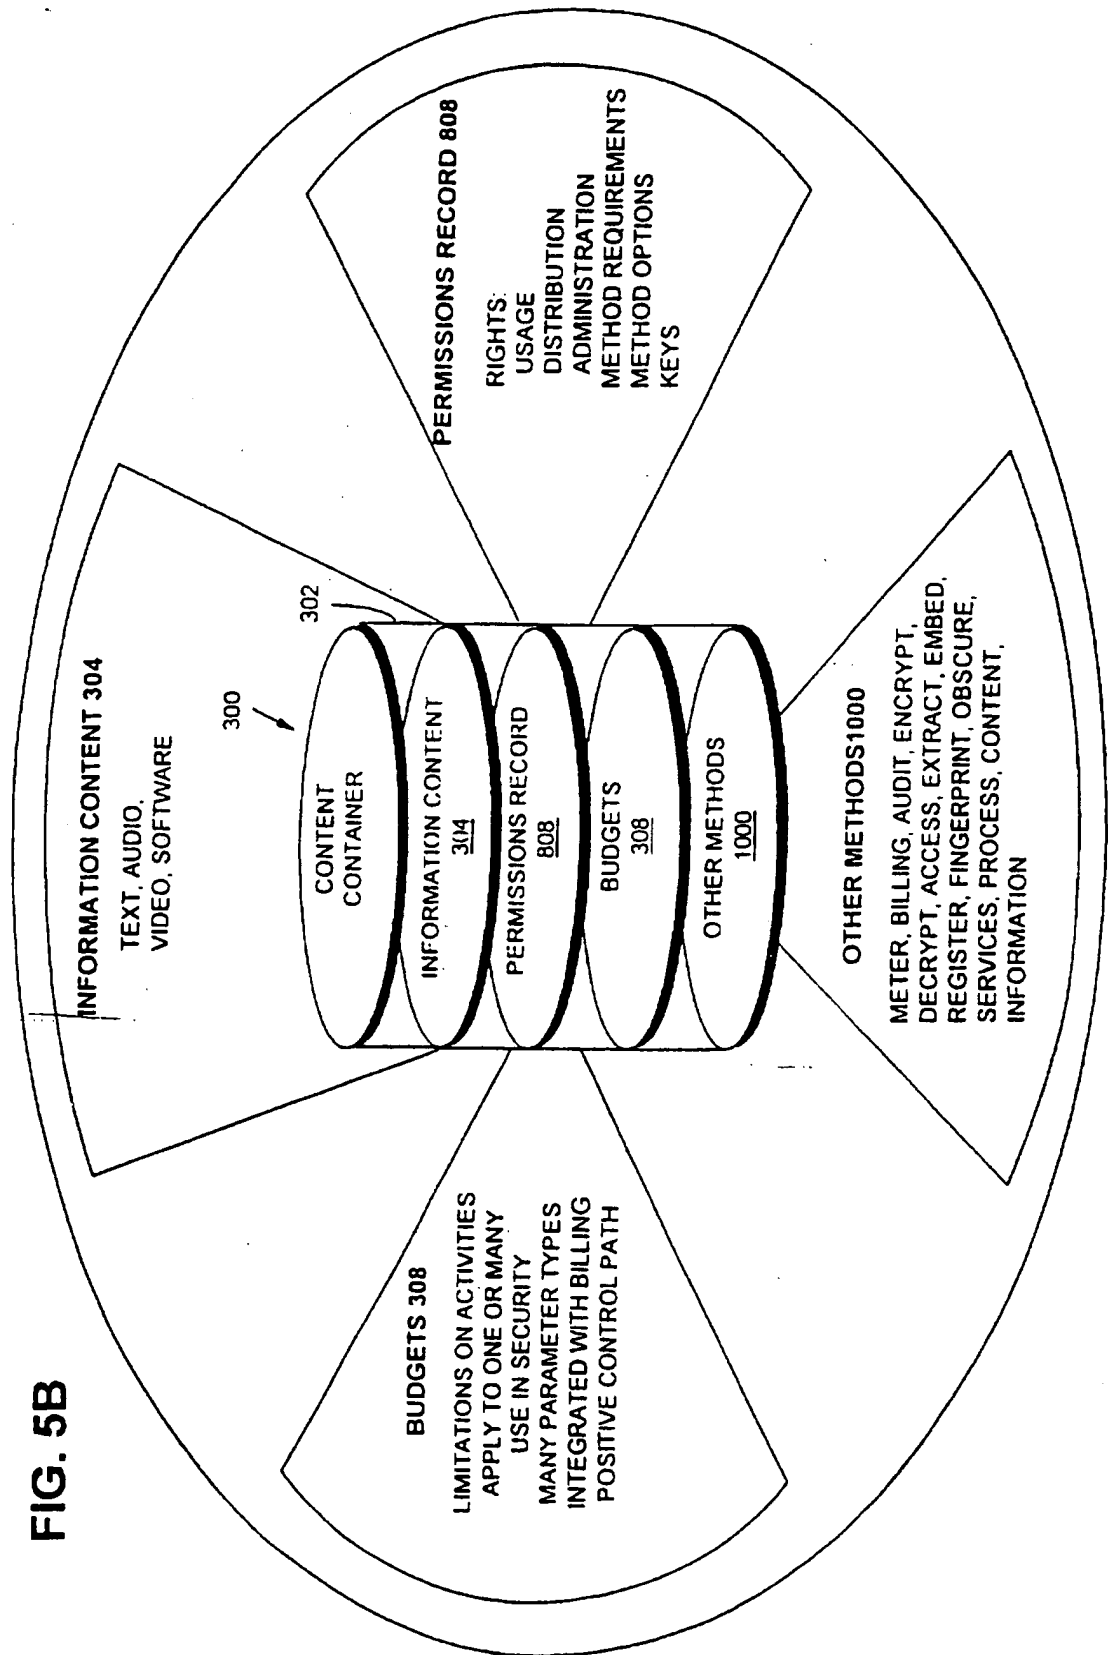 FIG. 5B
INFORMATION CONTENT 304
TEXT, AUDIO,
VIDEO, SOFTWARE
300
302
CONTENT
CONTAINER
INFORMATION CONTENT
304
PERMISSIONS RECORD
808
BUDGETS
308
OTHER METHODS
1000
BUDGETS 308
LIMITATIONS ON ACTIVITIES
APPLY TO ONE OR MANY
USE IN SECURITY
MANY PARAMETER TYPES
INTEGRATED WITH BILLING
POSITIVE CONTROL PATH
PERMISSIONS RECORD 808
RIGHTS:
USAGE
DISTRIBUTION
ADMINISTRATION
METHOD REQUIREMENTS
METHOD OPTIONS
KEYS
OTHER METHODS1000
METER, BILLING, AUDIT, ENCRYPT,
DECRYPT, ACCESS, EXTRACT, EMBED,
REGISTER, FINGERPRINT, OBSCURE,
SERVICES, PROCESS, CONTENT,
INFORMATION